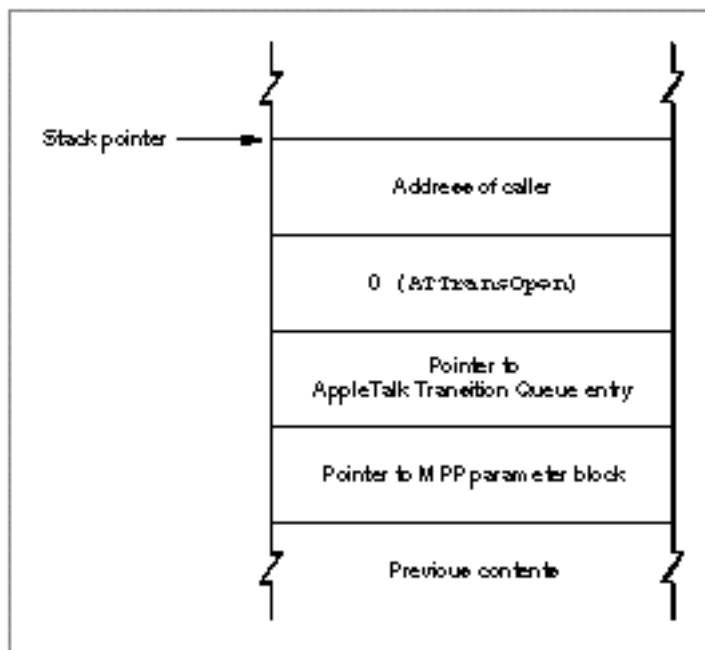 Stack pointer
Address of caller
0 (ATTransOpen)
Pointer to
AppleTalk Transition Queue entry
Pointer to MPP parameter block
Previous contents